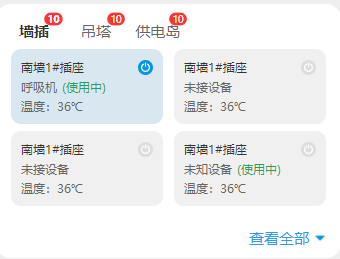 墙插 10 吊塔 10 供电岛 10
南墙1#插座
呼吸机 (使用中)
温度：36℃
南墙1#插座
未接设备
温度：36℃
南墙1#插座
未接设备
温度：36℃
南墙1#插座
未知设备 (使用中)
温度：36℃
查看全部